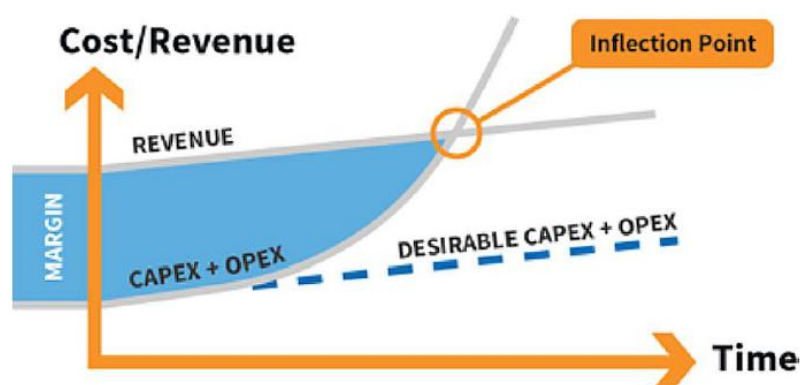 Cost/Revenue
Inflection Point
REVENUE
MARGIN
CAPEX + OPEX
DESIRABLE CAPEX + OPEX
Time